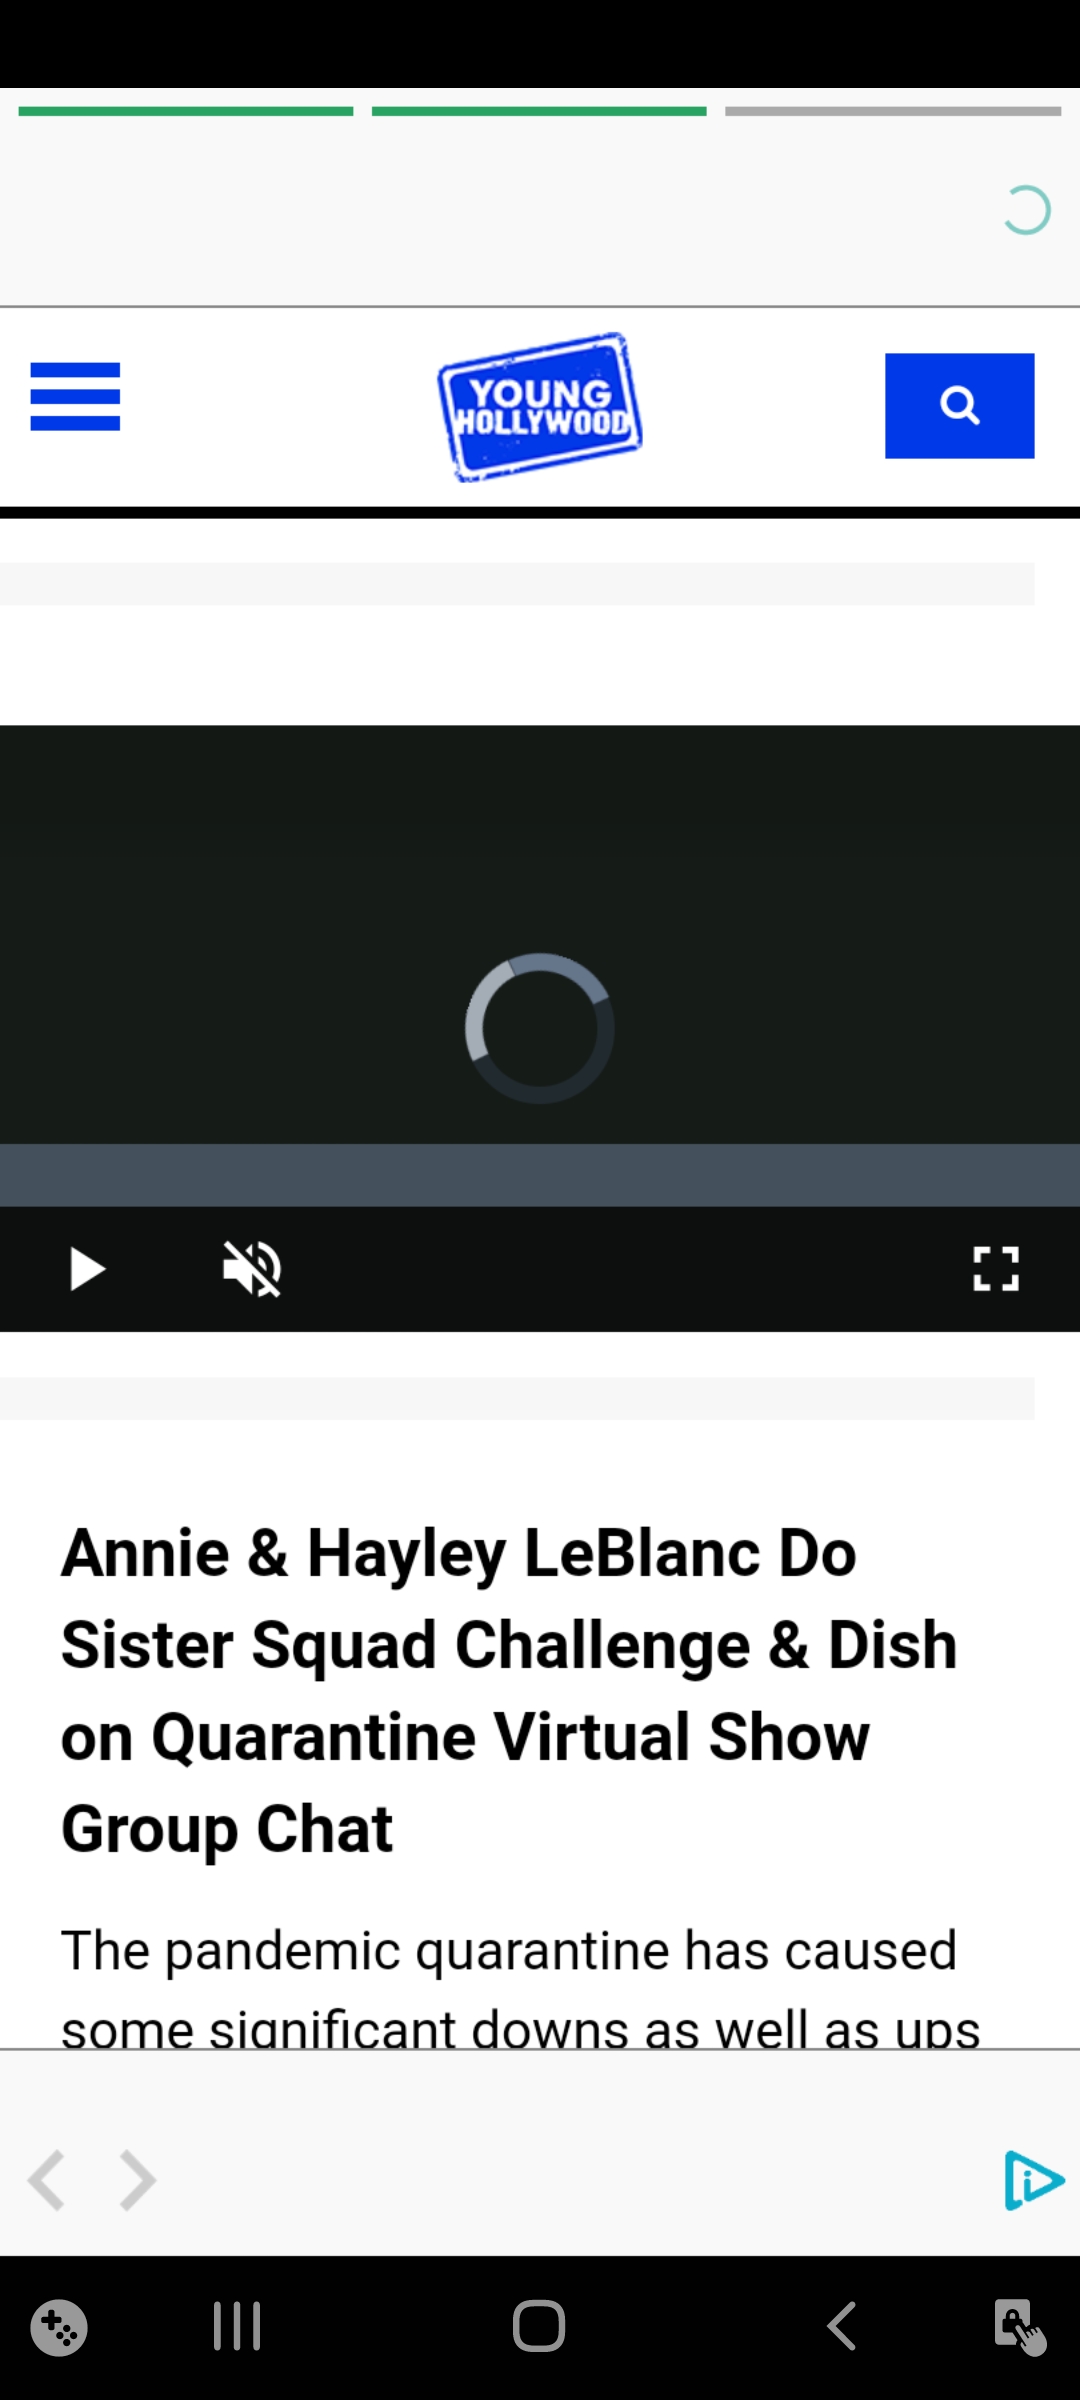 YOUNG
HOLLYWOOD
Annie & Hayley LeBlanc Do
Sister Squad Challenge & Dish
on Quarantine Virtual Show
Group Chat
The pandemic quarantine has caused
some significant downs as well as ups